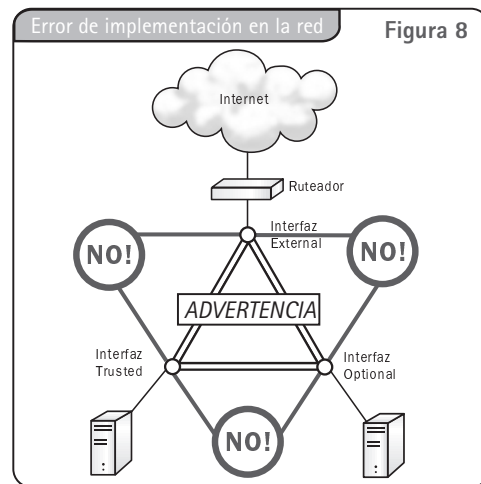 Error de implementación en la red
Figura 8
Internet
Ruteador
Interfaz
External
NO!
NO!
ADVERTENCIA
Interfaz
Trusted
Interfaz
Optional
NO!